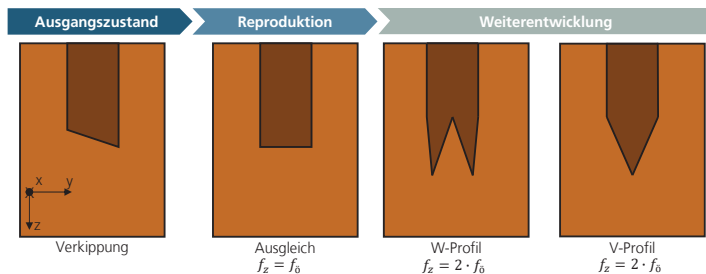 Ausgangszustand
Reproduktion
Weiterentwicklung
x
y
z
Verkippung
Ausgleich
f_z = f_ö
W-Profil
f_z = 2 · f_ö
V-Profil
f_z = 2 · f_ö